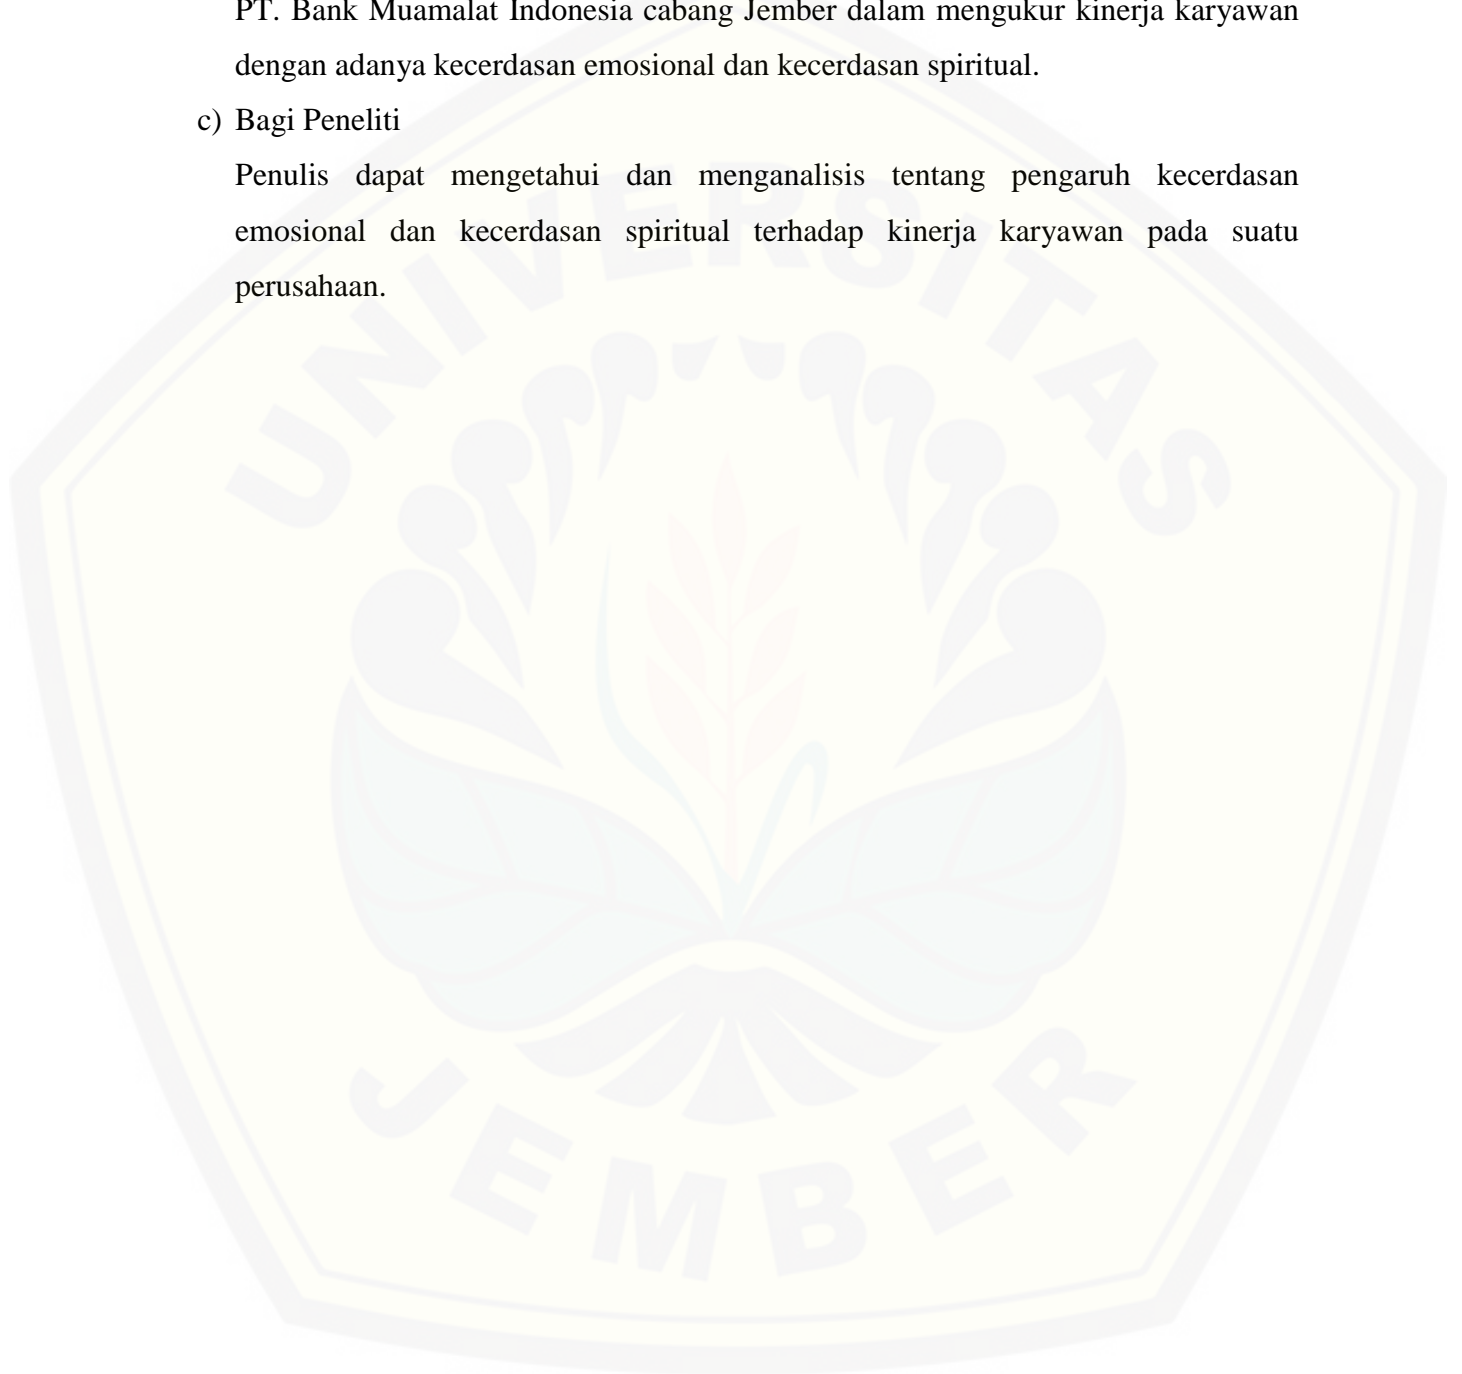 PT. Bank Muamalat Indonesia cabang Jember dalam mengukur kinerja karyawan
dengan adanya kecerdasan emosional dan kecerdasan spiritual.
c) Bagi Peneliti
Penulis dapat mengetahui dan menganalisis tentang pengaruh kecerdasan
emosional dan kecerdasan spiritual terhadap kinerja karyawan pada suatu
perusahaan.
UNIVERSITAS
JEMBER